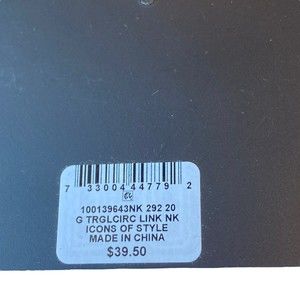 7 33004 44779 2
100139643NK 292 20
G TRGLCIRC LINK NK
ICONS OF STYLE
MADE IN CHINA
$39.50